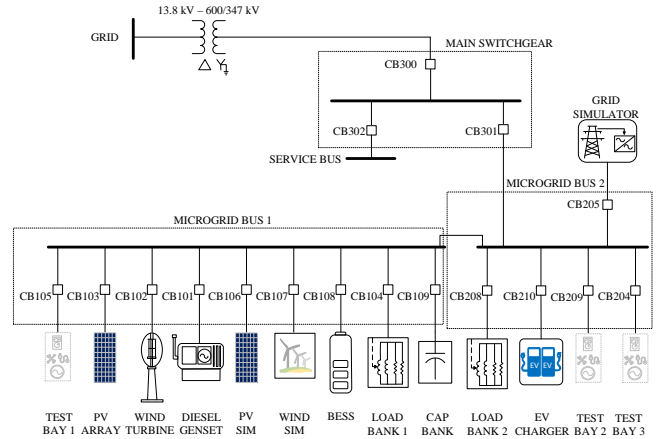 13.8 kV – 600/347 kV
GRID
MAIN SWITCHGEAR
CB300
GRID
SIMULATOR
CB302
CB301
SERVICE BUS
MICROGRID BUS 2
CB205
MICROGRID BUS 1
CB105
CB103
CB102
CB101
CB106
CB107
CB108
CB104
CB109
CB208
CB210
CB209
CB204
EV
EV
TEST
BAY 1
PV
ARRAY
WIND
TURBINE
DIESEL
GENSET
PV
SIM
WIND
SIM
BESS
LOAD
BANK 1
CAP
BANK
LOAD
BANK 2
EV
CHARGER
TEST
BAY 2
TEST
BAY 3